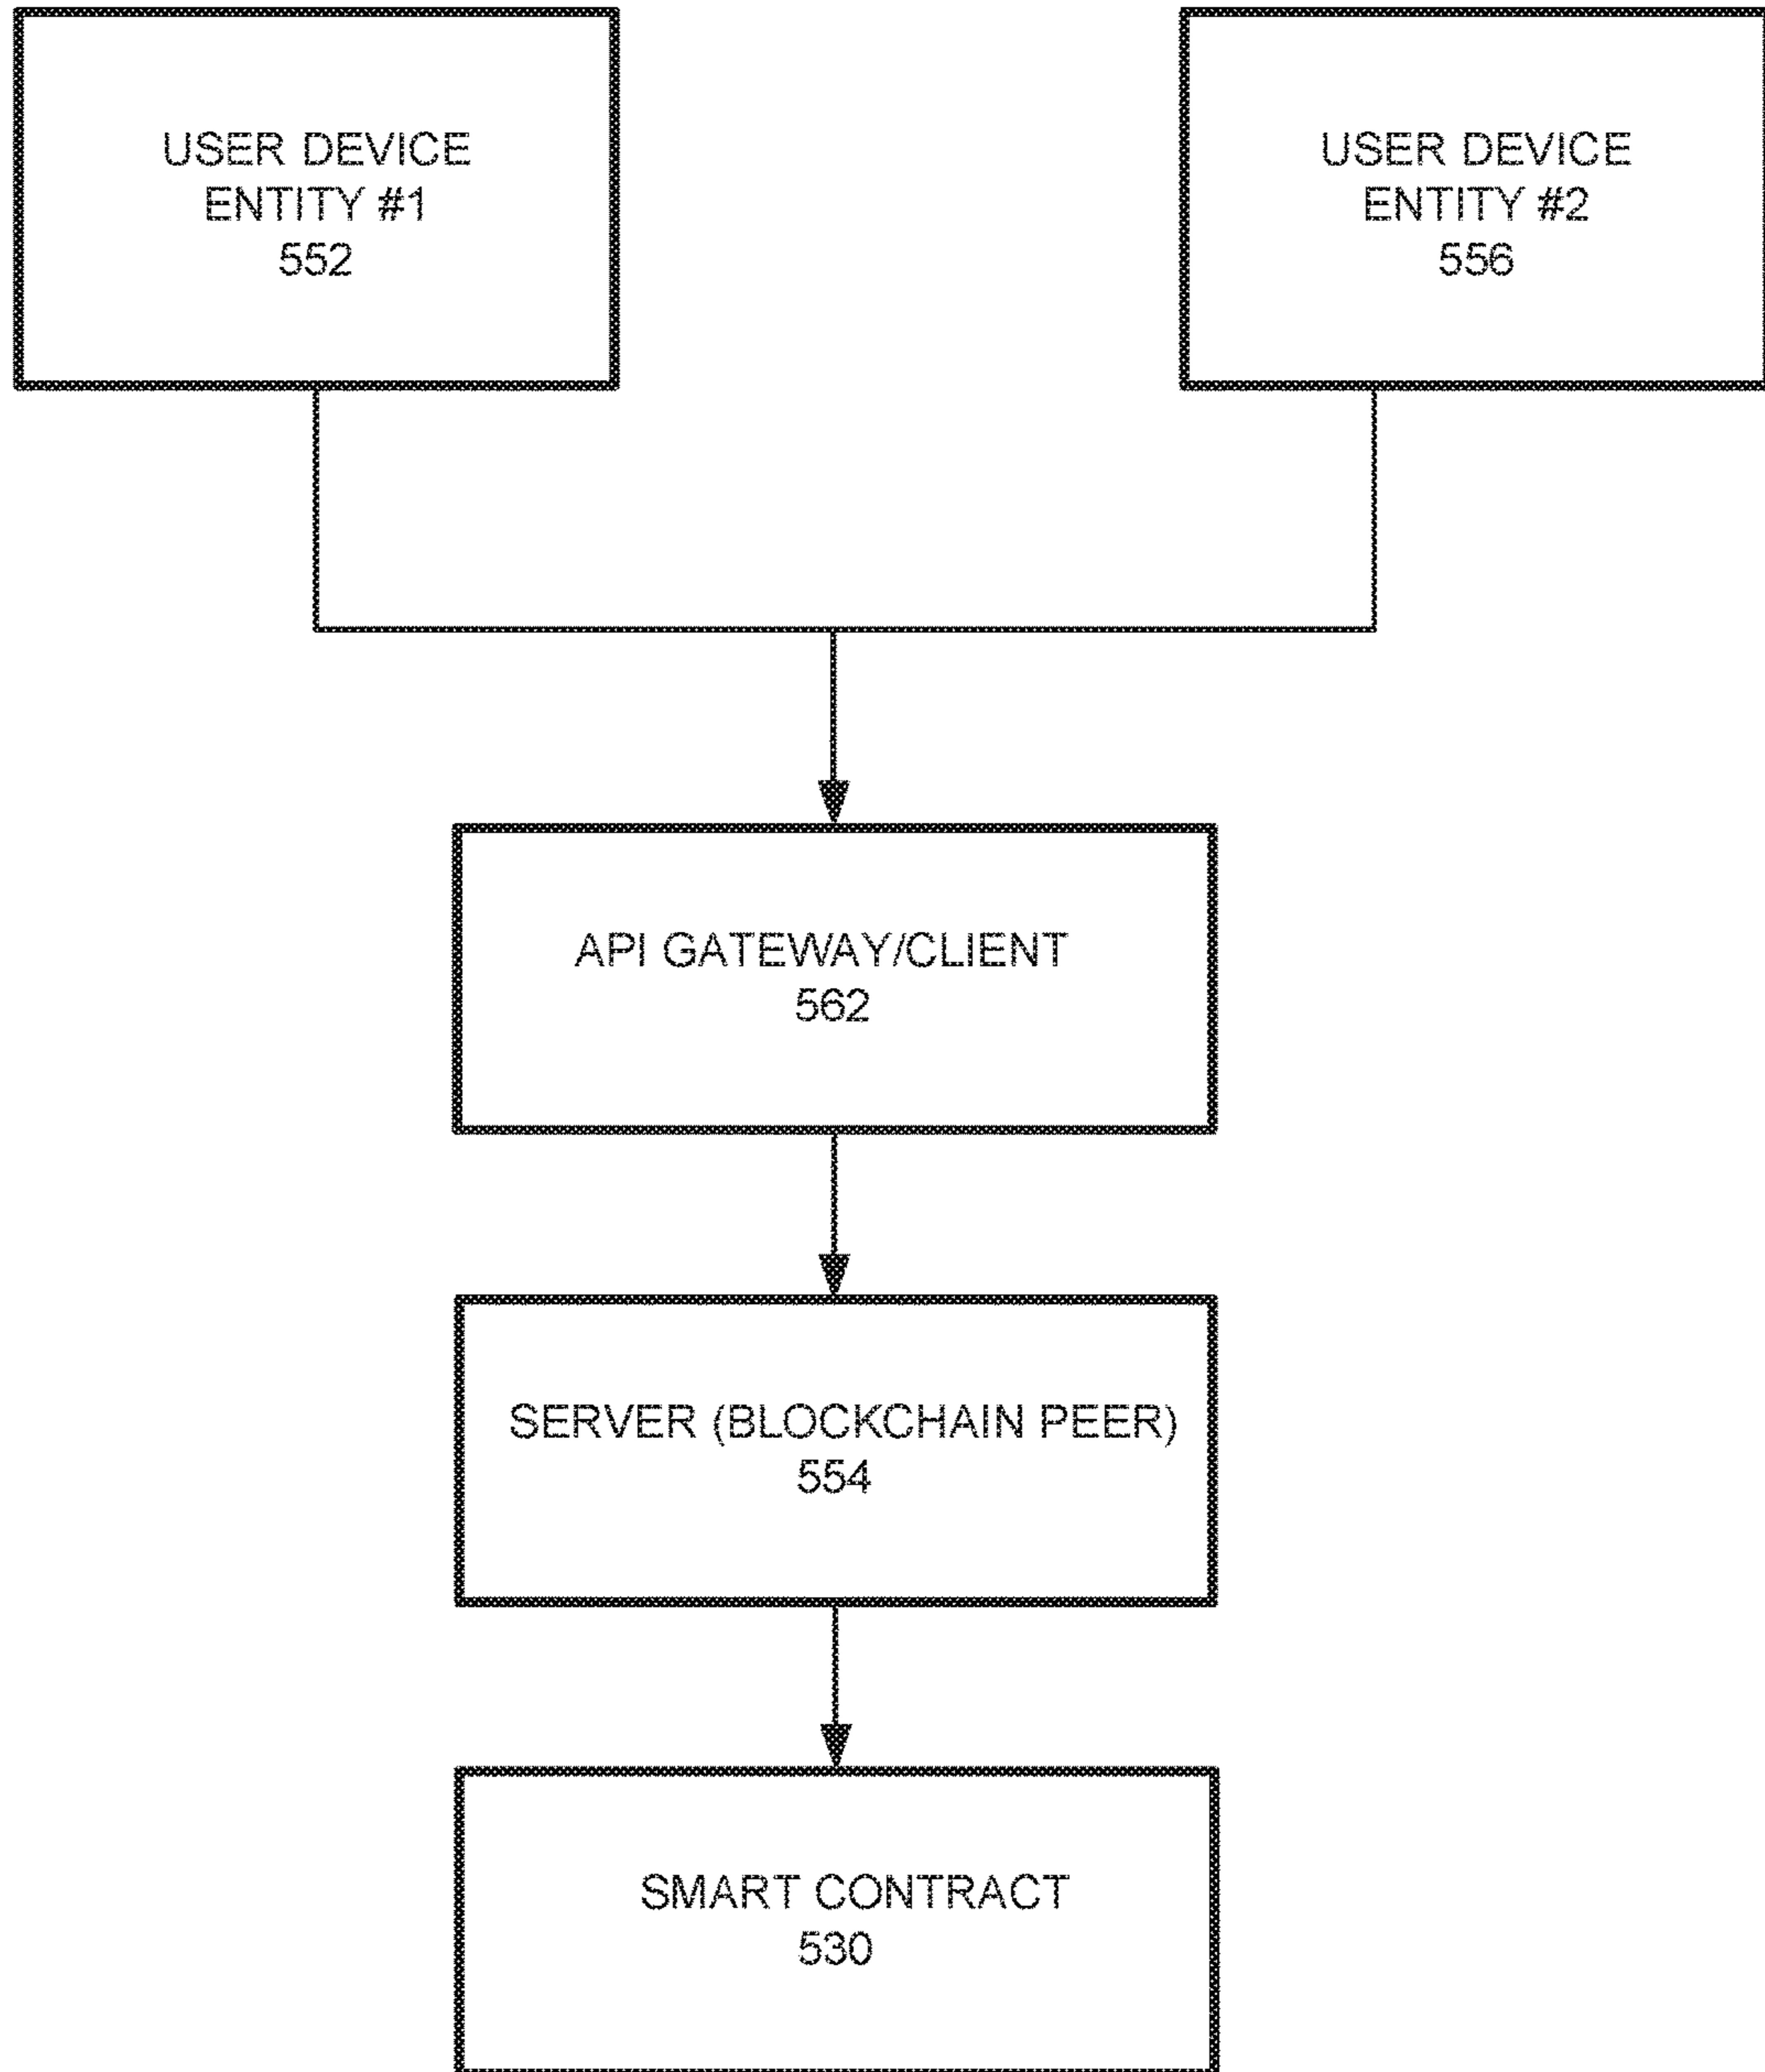 USER DEVICE
ENTITY #1
552
USER DEVICE
ENTITY #2
556
API GATEWAY/CLIENT
562
SERVER (BLOCKCHAIN PEER)
554
SMART CONTRACT
530